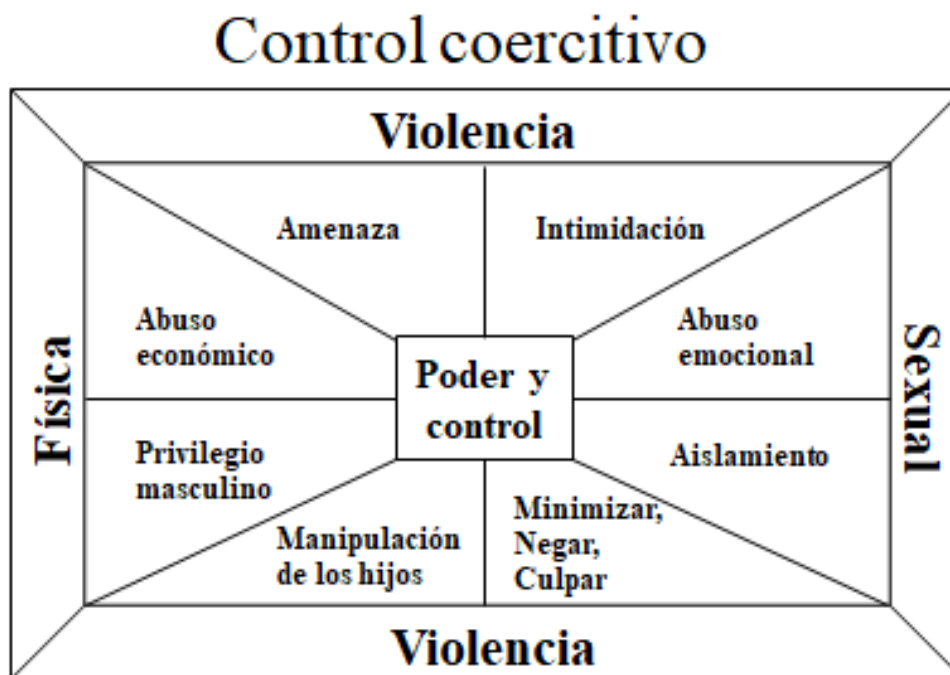 Control coercitivo
Violencia
Amenaza
Intimidación
Abuso
económico
Abuso
emocional
Física
Poder y
control
Sexual
Privilegio
masculino
Aislamiento
Manipulación
de los hijos
Minimizar,
Negar,
Culpar
Violencia